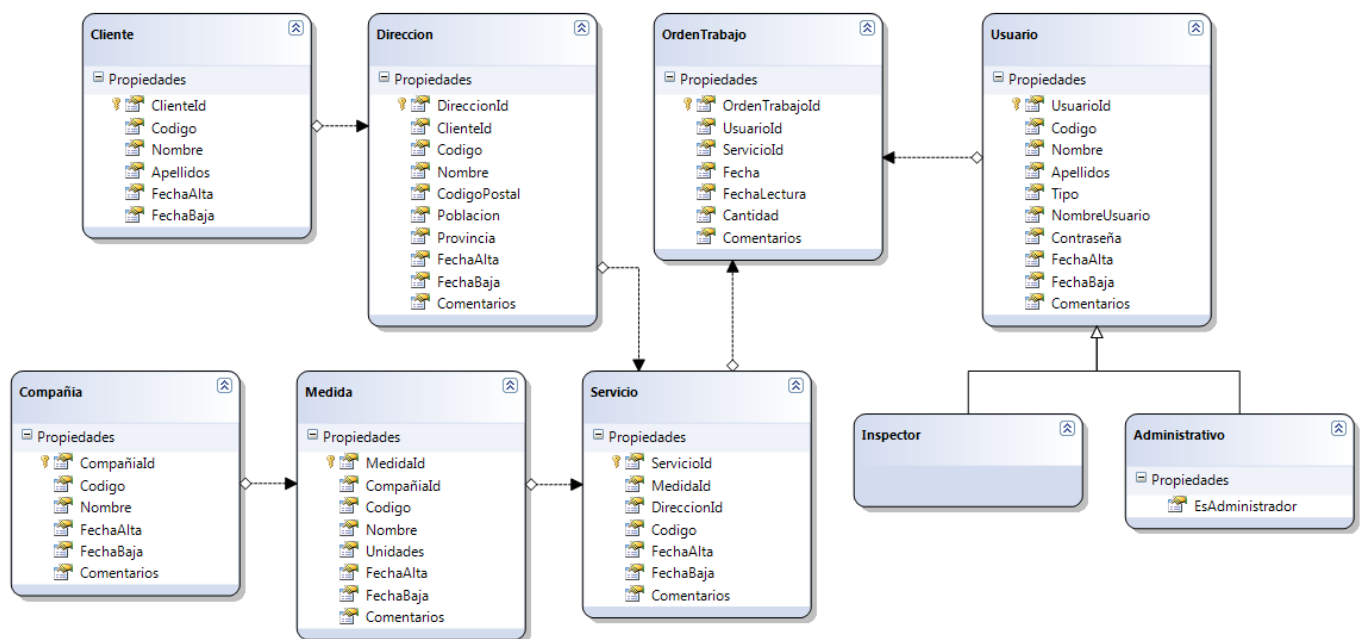 Cliente
Propiedades
ClienteId
Codigo
Nombre
Apellidos
FechaAlta
FechaBaja
Direccion
Propiedades
DireccionId
ClienteId
Codigo
Nombre
CodigoPostal
Poblacion
Provincia
FechaAlta
FechaBaja
Comentarios
OrdenTrabajo
Propiedades
OrdenTrabajoId
UsuarioId
ServicioId
Fecha
FechaLectura
Cantidad
Comentarios
Usuario
Propiedades
UsuarioId
Codigo
Nombre
Apellidos
Tipo
NombreUsuario
Contraseña
FechaAlta
FechaBaja
Comentarios
Compañia
Propiedades
CompañiaId
Codigo
Nombre
FechaAlta
FechaBaja
Comentarios
Medida
Propiedades
MedidaId
CompañiaId
Codigo
Nombre
Unidades
FechaAlta
FechaBaja
Comentarios
Servicio
Propiedades
ServicioId
MedidaId
DireccionId
Codigo
FechaAlta
FechaBaja
Comentarios
Inspector
Administrativo
Propiedades
EsAdministrador